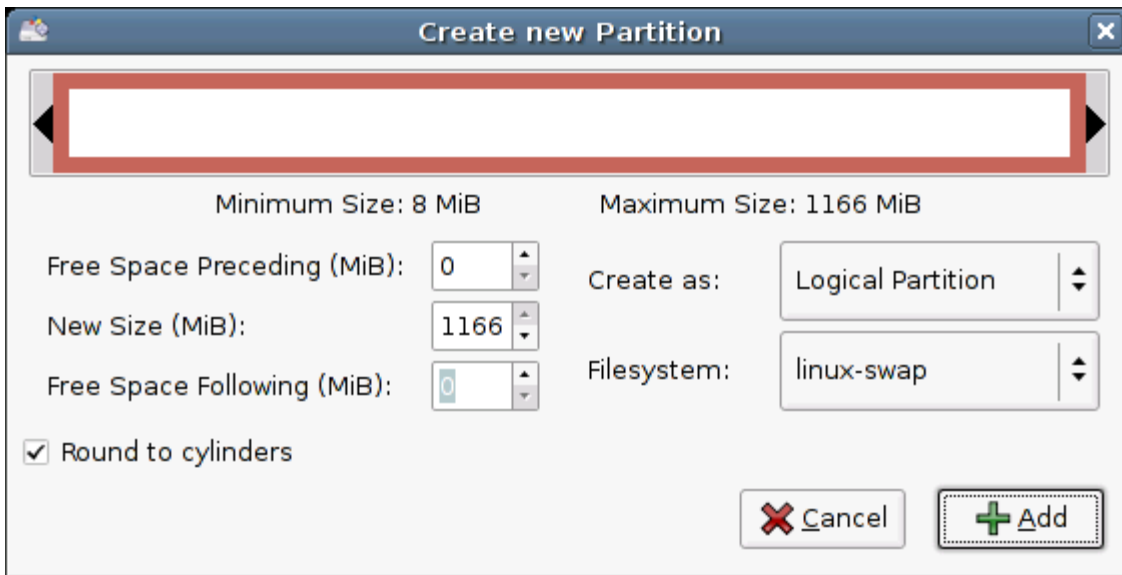 Create new Partition
Minimum Size: 8 MiB Maximum Size: 1166 MiB
Free Space Preceding (MiB): 0
Create as: Logical Partition
New Size (MiB): 1166
Free Space Following (MiB): 0
Filesystem: linux-swap
Round to cylinders
Cancel Add